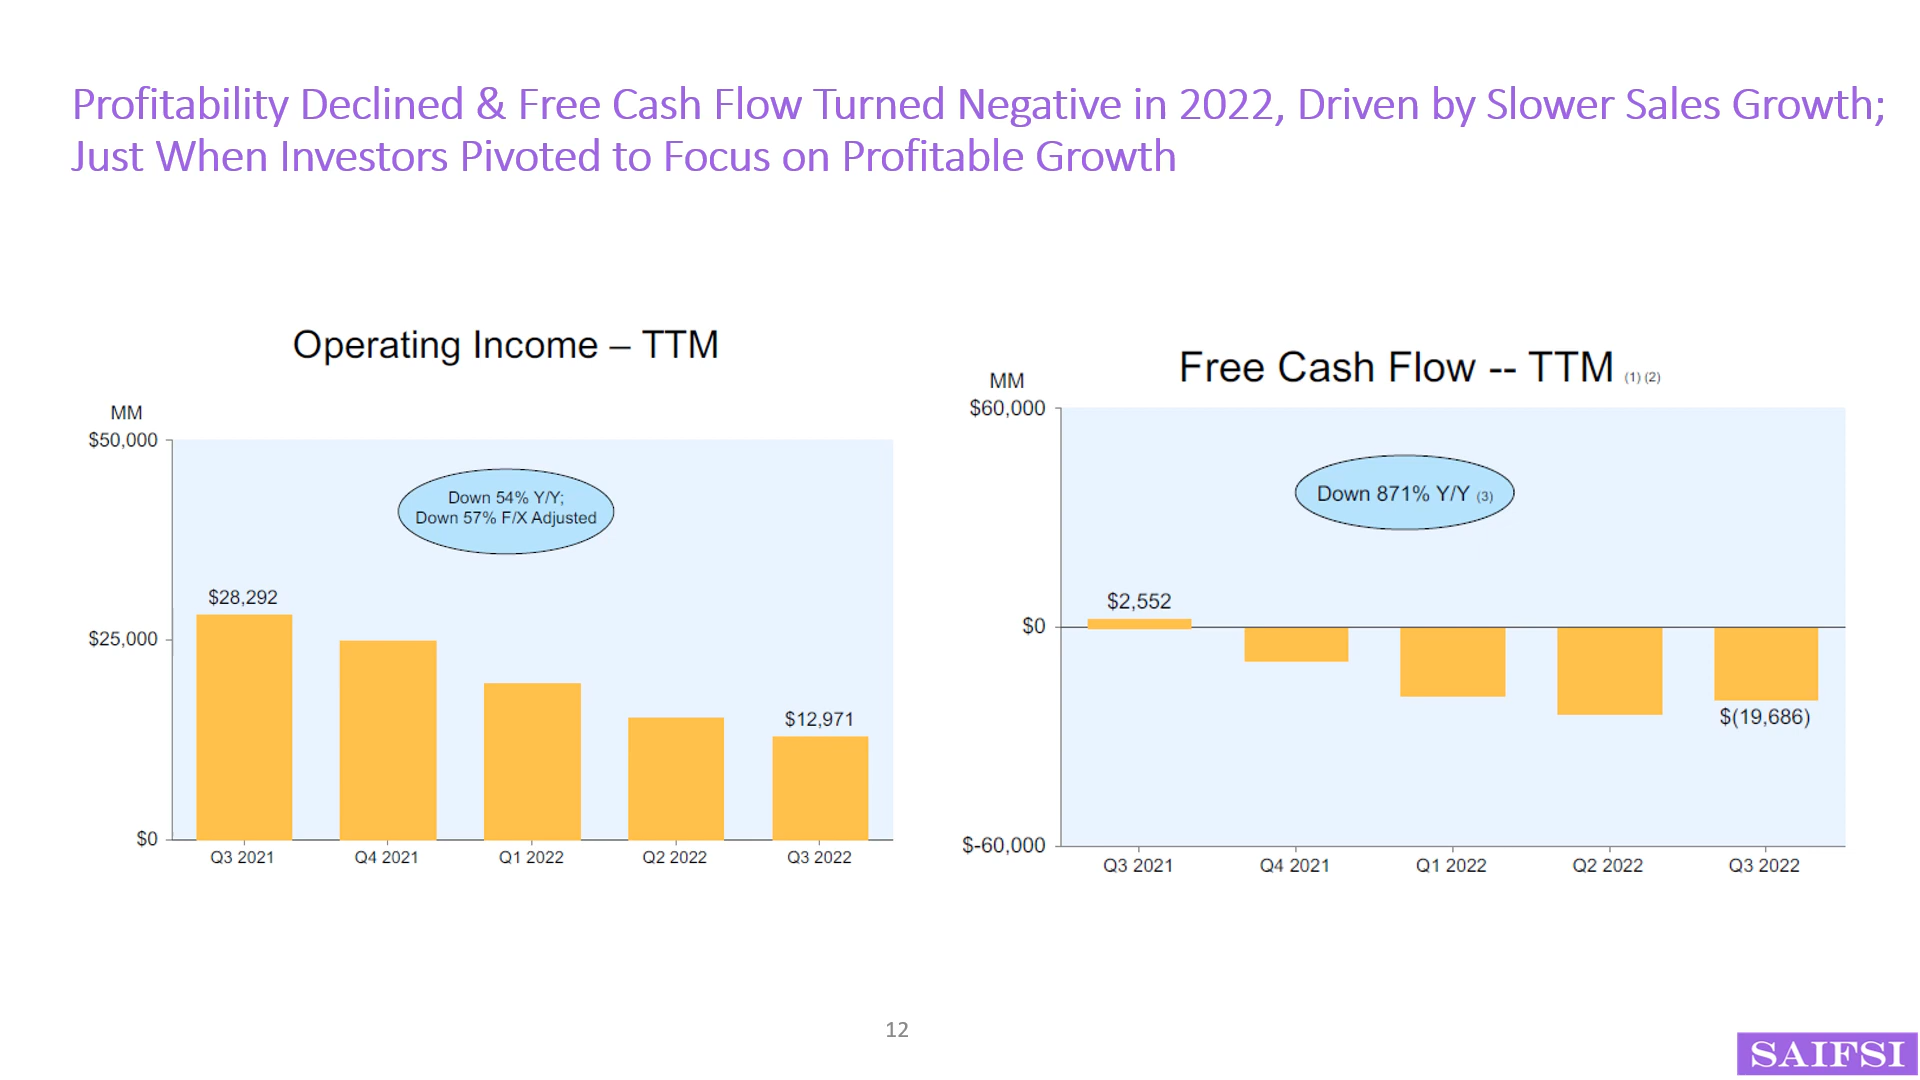 Profitability Declined & Free Cash Flow Turned Negative in 2022, Driven by Slower Sales Growth;
Just When Investors Pivoted to Focus on Profitable Growth
Operating Income – TTM
MM
$50,000
$25,000
$0
Down 54% Y/Y;
Down 57% F/X Adjusted
$28,292
$12,971
Q3 2021
Q4 2021
Q1 2022
Q2 2022
Q3 2022
Free Cash Flow -- TTM (1) (2)
MM
$60,000
$0
$-60,000
Down 871% Y/Y (3)
$2,552
$(19,686)
Q3 2021
Q4 2021
Q1 2022
Q2 2022
Q3 2022
12
SAIFSI